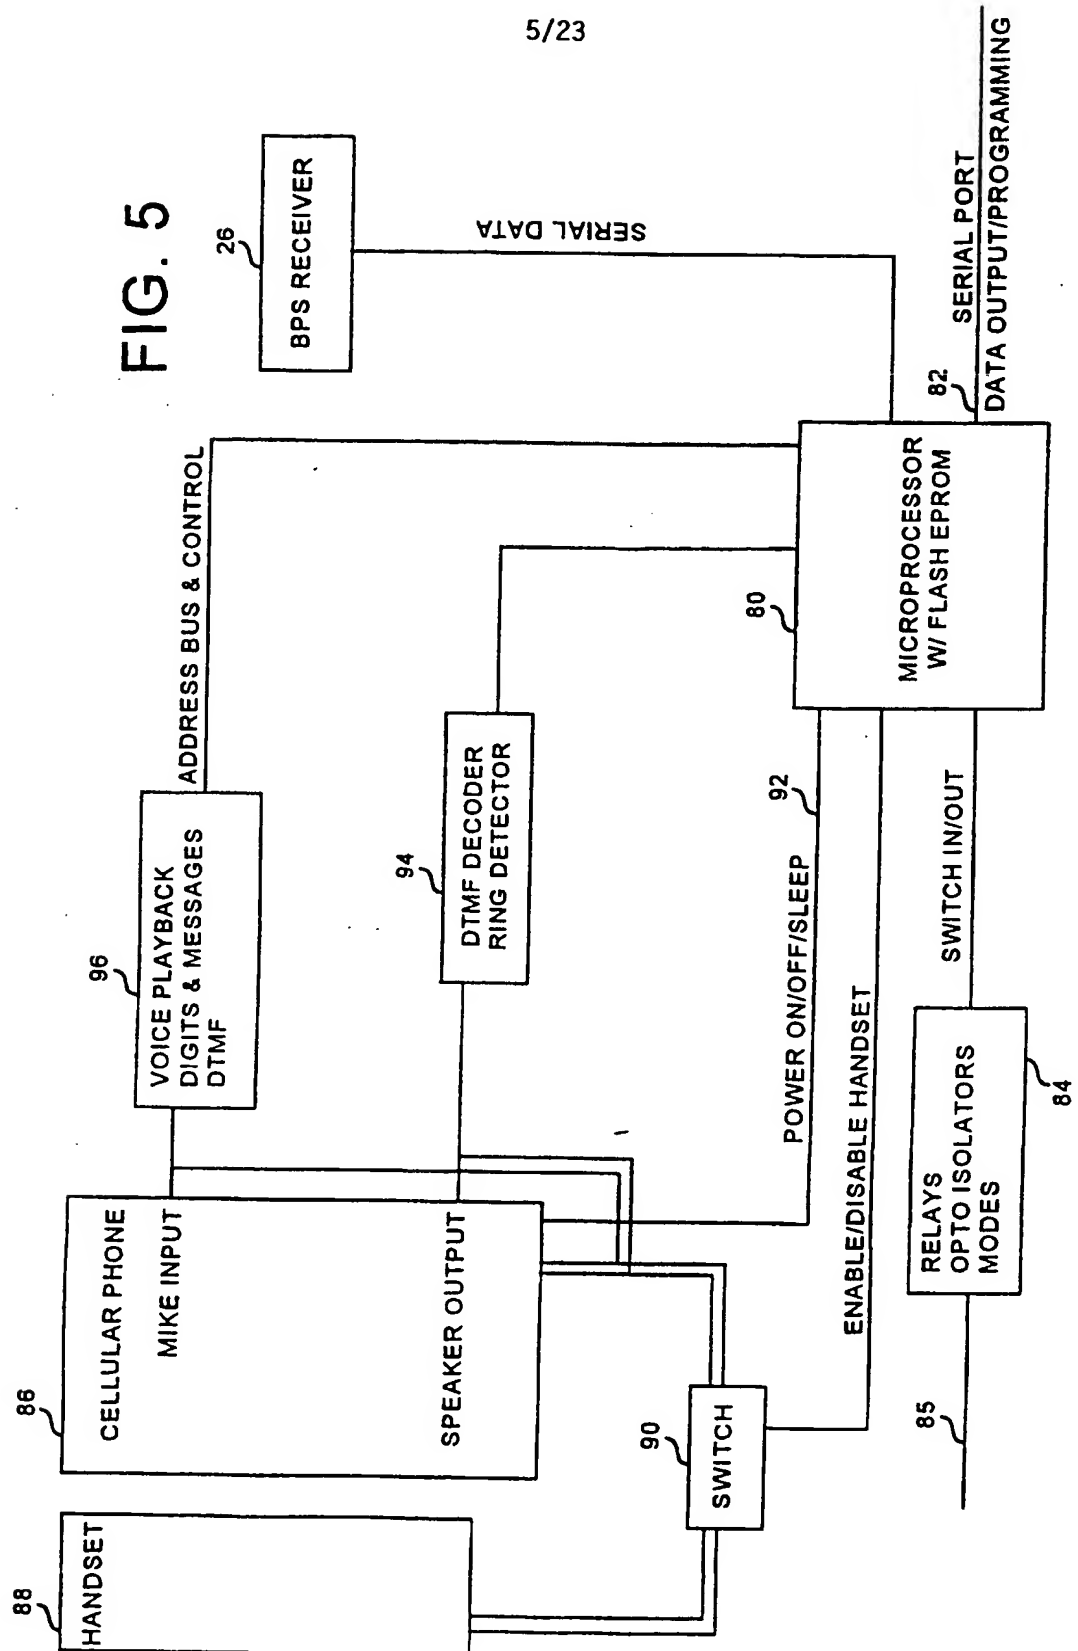 5/23
FIG. 5
88
HANDSET
86
CELLULAR PHONE
MIKE INPUT
SPEAKER OUTPUT
96
VOICE PLAYBACK
DIGITS & MESSAGES
DTMF
ADDRESS BUS & CONTROL
26
BPS RECEIVER
SERIAL DATA
94
DTMF DECODER
RING DETECTOR
90
SWITCH
POWER ON/OFF/SLEEP
92
ENABLE/DISABLE HANDSET
80
MICROPROCESSOR
W/ FLASH EPROM
82
SERIAL PORT
DATA OUTPUT/PROGRAMMING
85
RELAYS
OPTO ISOLATORS
MODES
84
SWITCH IN/OUT